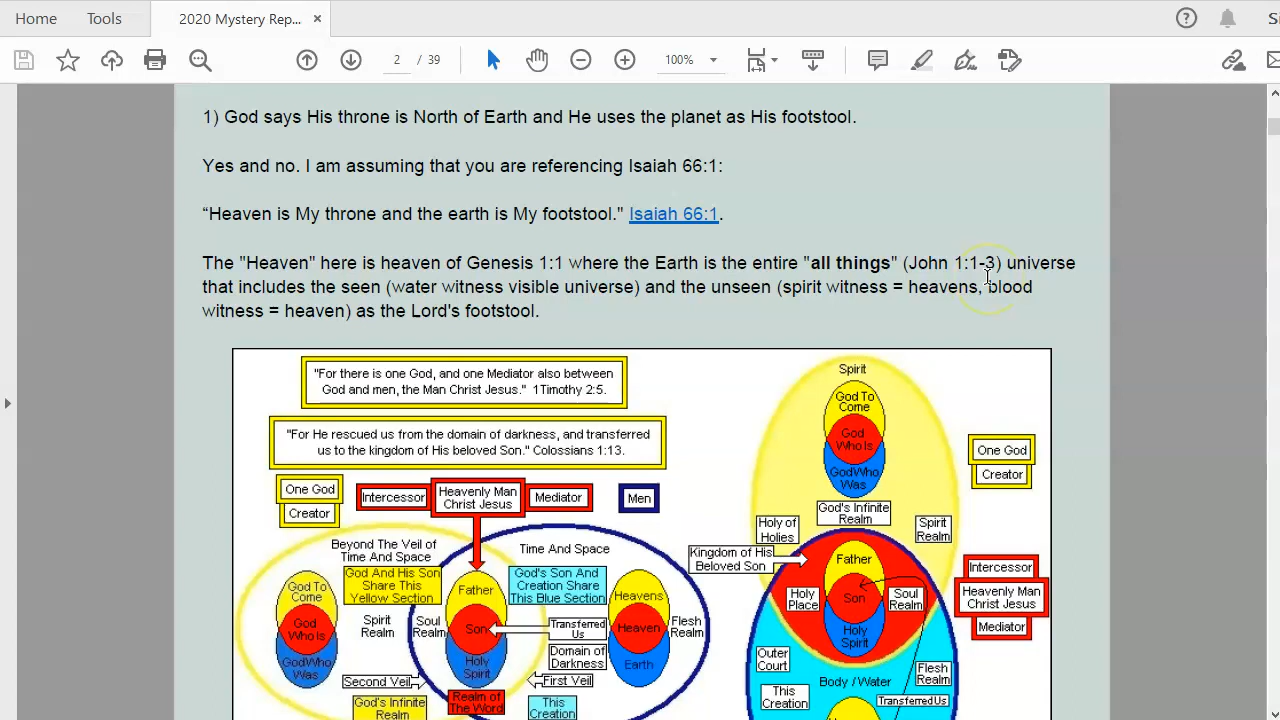 Home Tools 2020 Mystery Rep... ×
2 / 39 100%
1) God says His throne is North of Earth and He uses the planet as His footstool.
Yes and no. I am assuming that you are referencing Isaiah 66:1:
“Heaven is My throne and the earth is My footstool." Isaiah 66:1.
The "Heaven" here is heaven of Genesis 1:1 where the Earth is the entire "all things" (John 1:1-3) universe
that includes the seen (water witness visible universe) and the unseen (spirit witness = heavens, blood
witness = heaven) as the Lord's footstool.
"For there is one God, and one Mediator also between
God and men, the Man Christ Jesus." 1Timothy 2:5.
"For He rescued us from the domain of darkness, and transferred
us to the kingdom of His beloved Son." Colossians 1:13.
One God
Creator
Intercessor
Heavenly Man
Christ Jesus
Mediator
Men
Beyond The Veil of
Time And Space
Time And Space
God And His Son
Share This
Yellow Section
God's Son And
Creation Share
This Blue Section
God To
Come
God
Who Is
God Who
Was
Spirit
Realm
Soul
Realm
Father
Son
Holy
Spirit
Transferred
Us
Domain of
Darkness
Heavens
Heaven
Earth
Flesh
Realm
Second Veil
First Veil
God's Infinite
Realm
Realm of
The Word
This
Creation
Spirit
God To
Come
God
Who Is
God Who
Was
God's Infinite
Realm
One God
Creator
Holy of
Holies
Spirit
Realm
Kingdom of His
Beloved Son
Father
Son
Holy
Spirit
Holy
Place
Soul
Realm
Intercessor
Heavenly Man
Christ Jesus
Mediator
Outer
Court
Body / Water
Flesh
Realm
This
Creation
Transferred Us